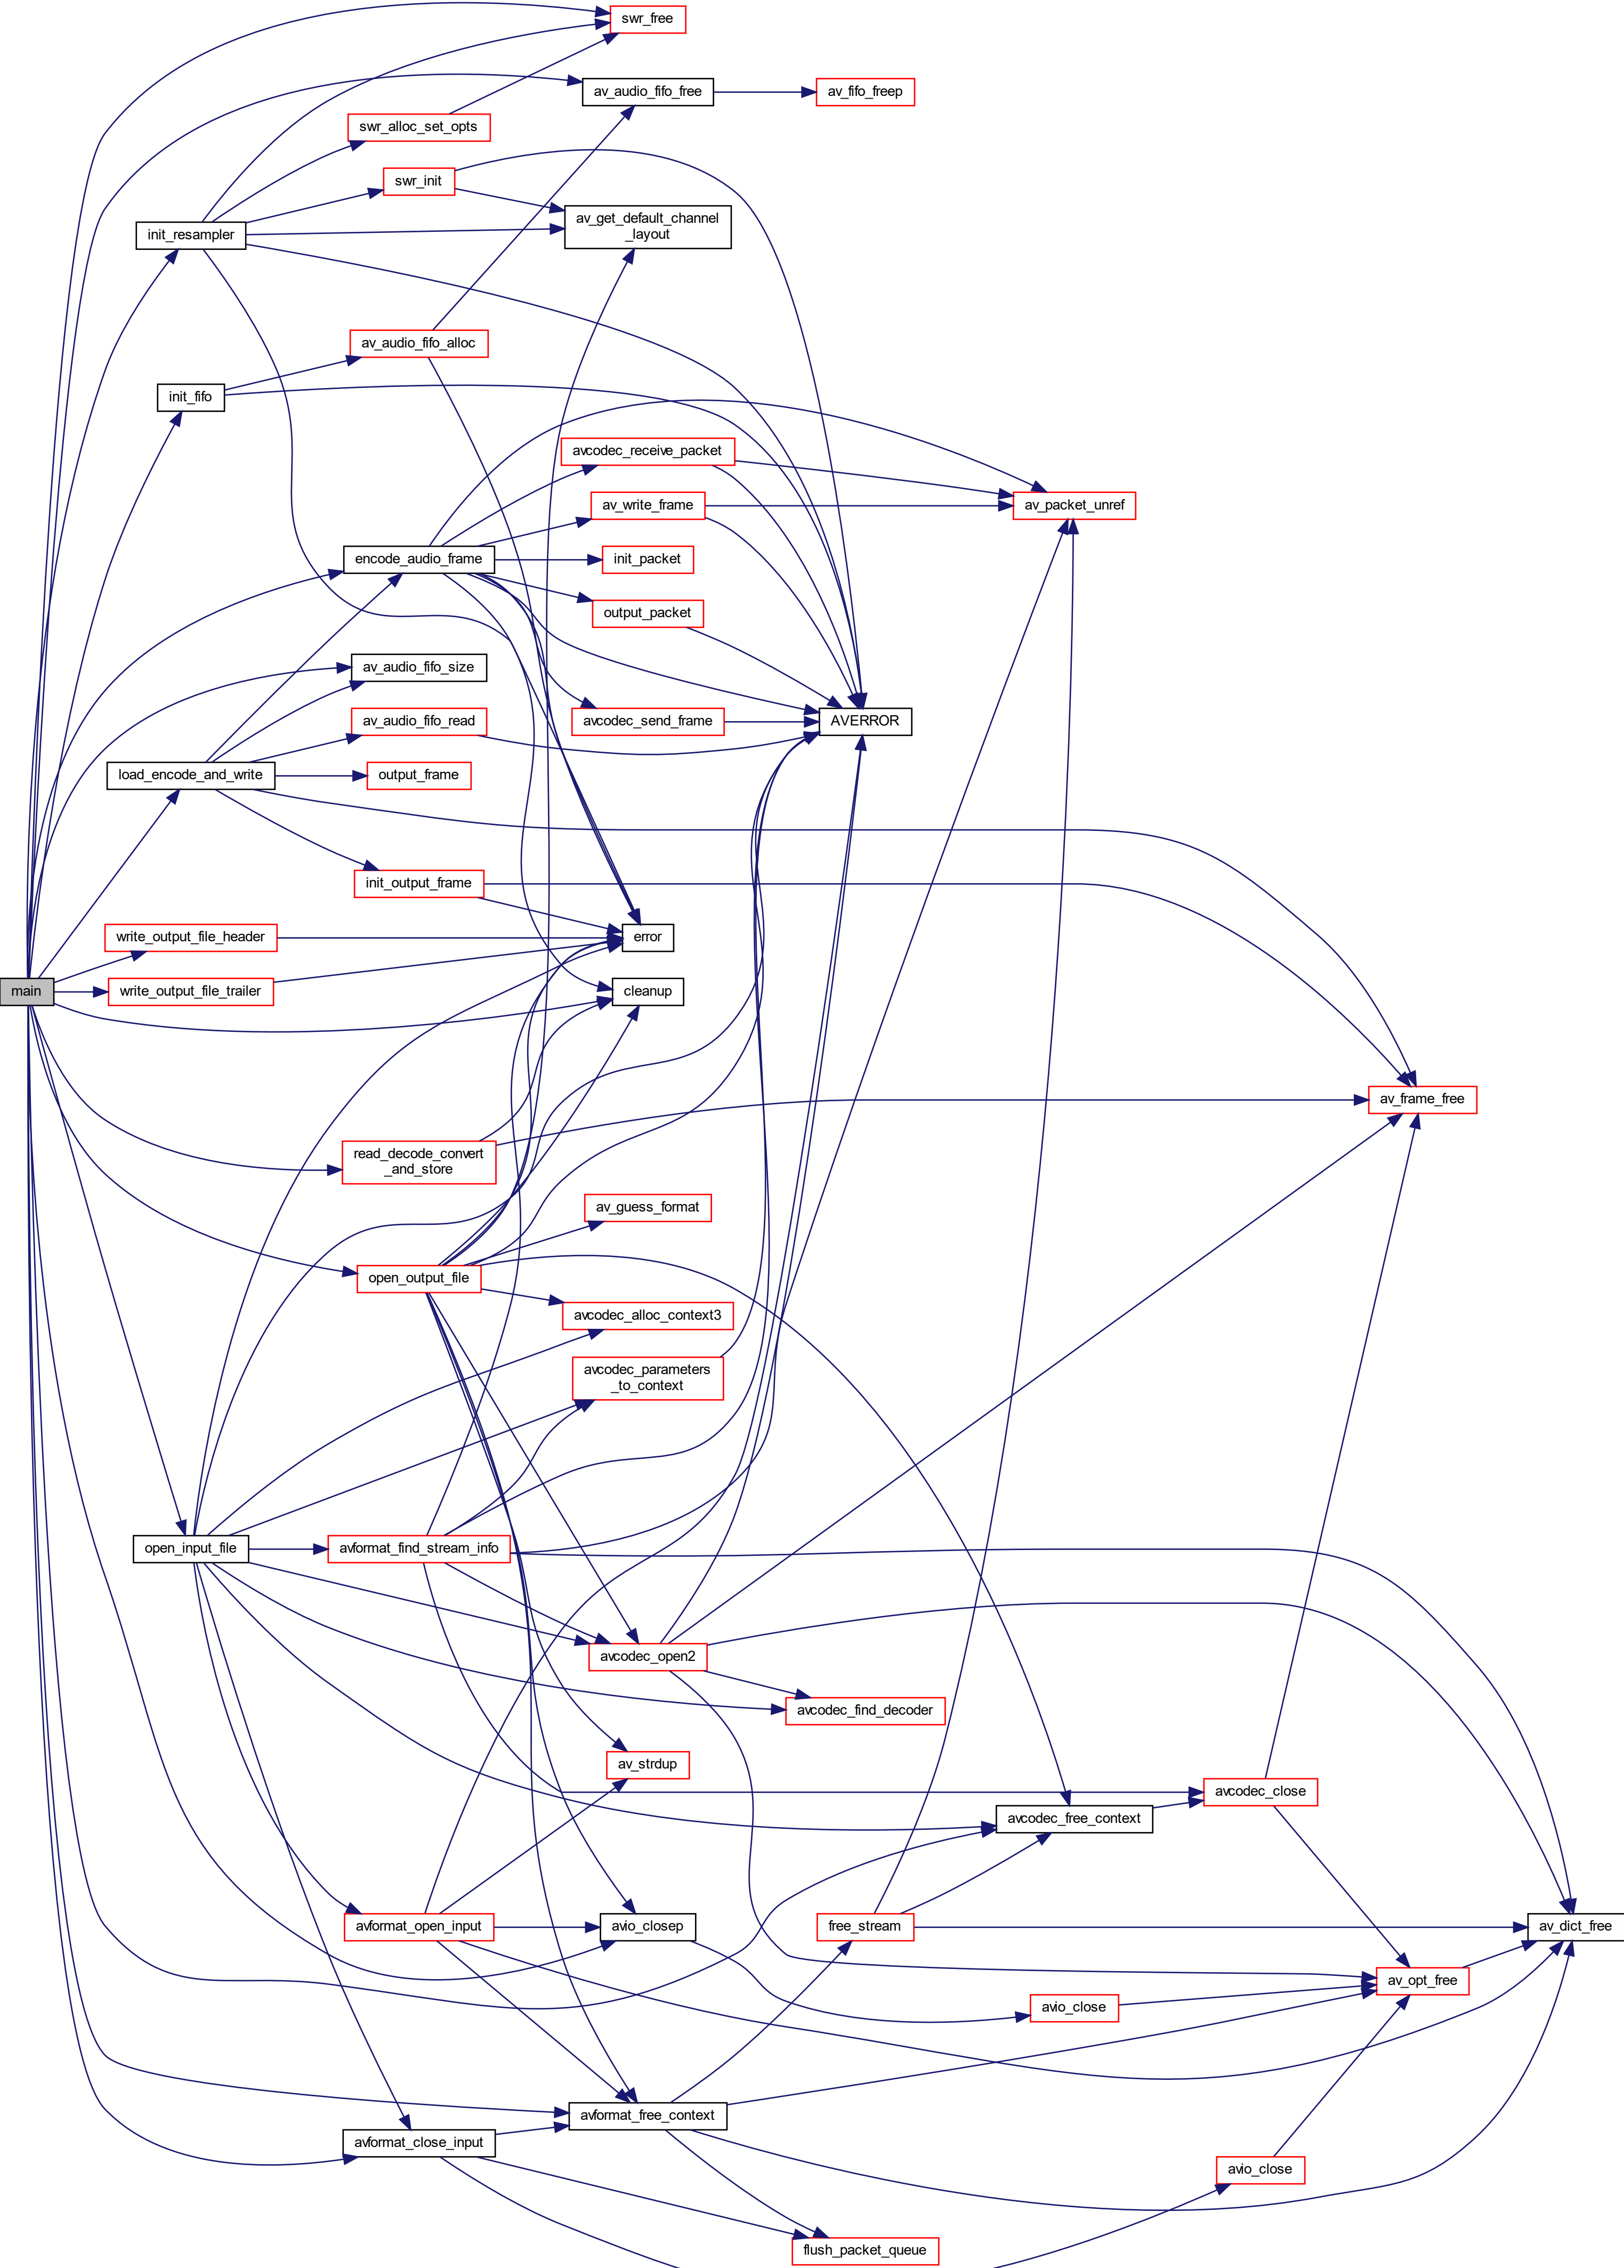 swr_free
av_audio_fifo_free
av_fifo_freep
swr_alloc_set_opts
swr_init
av_get_default_channel
_layout
init_resampler
av_audio_fifo_alloc
init_fifo
avcodec_receive_packet
av_write_frame
av_packet_unref
encode_audio_frame
init_packet
output_packet
av_audio_fifo_size
av_audio_fifo_read
avcodec_send_frame
AVERROR
load_encode_and_write
output_frame
init_output_frame
write_output_file_header
error
main
write_output_file_trailer
cleanup
av_frame_free
read_decode_convert
_and_store
av_guess_format
open_output_file
avcodec_alloc_context3
avcodec_parameters
_to_context
open_input_file
avformat_find_stream_info
avcodec_open2
avcodec_find_decoder
av_strdup
avcodec_close
avcodec_free_context
avformat_open_input
avio_closep
free_stream
av_dict_free
av_opt_free
avio_close
avformat_free_context
avformat_close_input
avio_close
flush_packet_queue